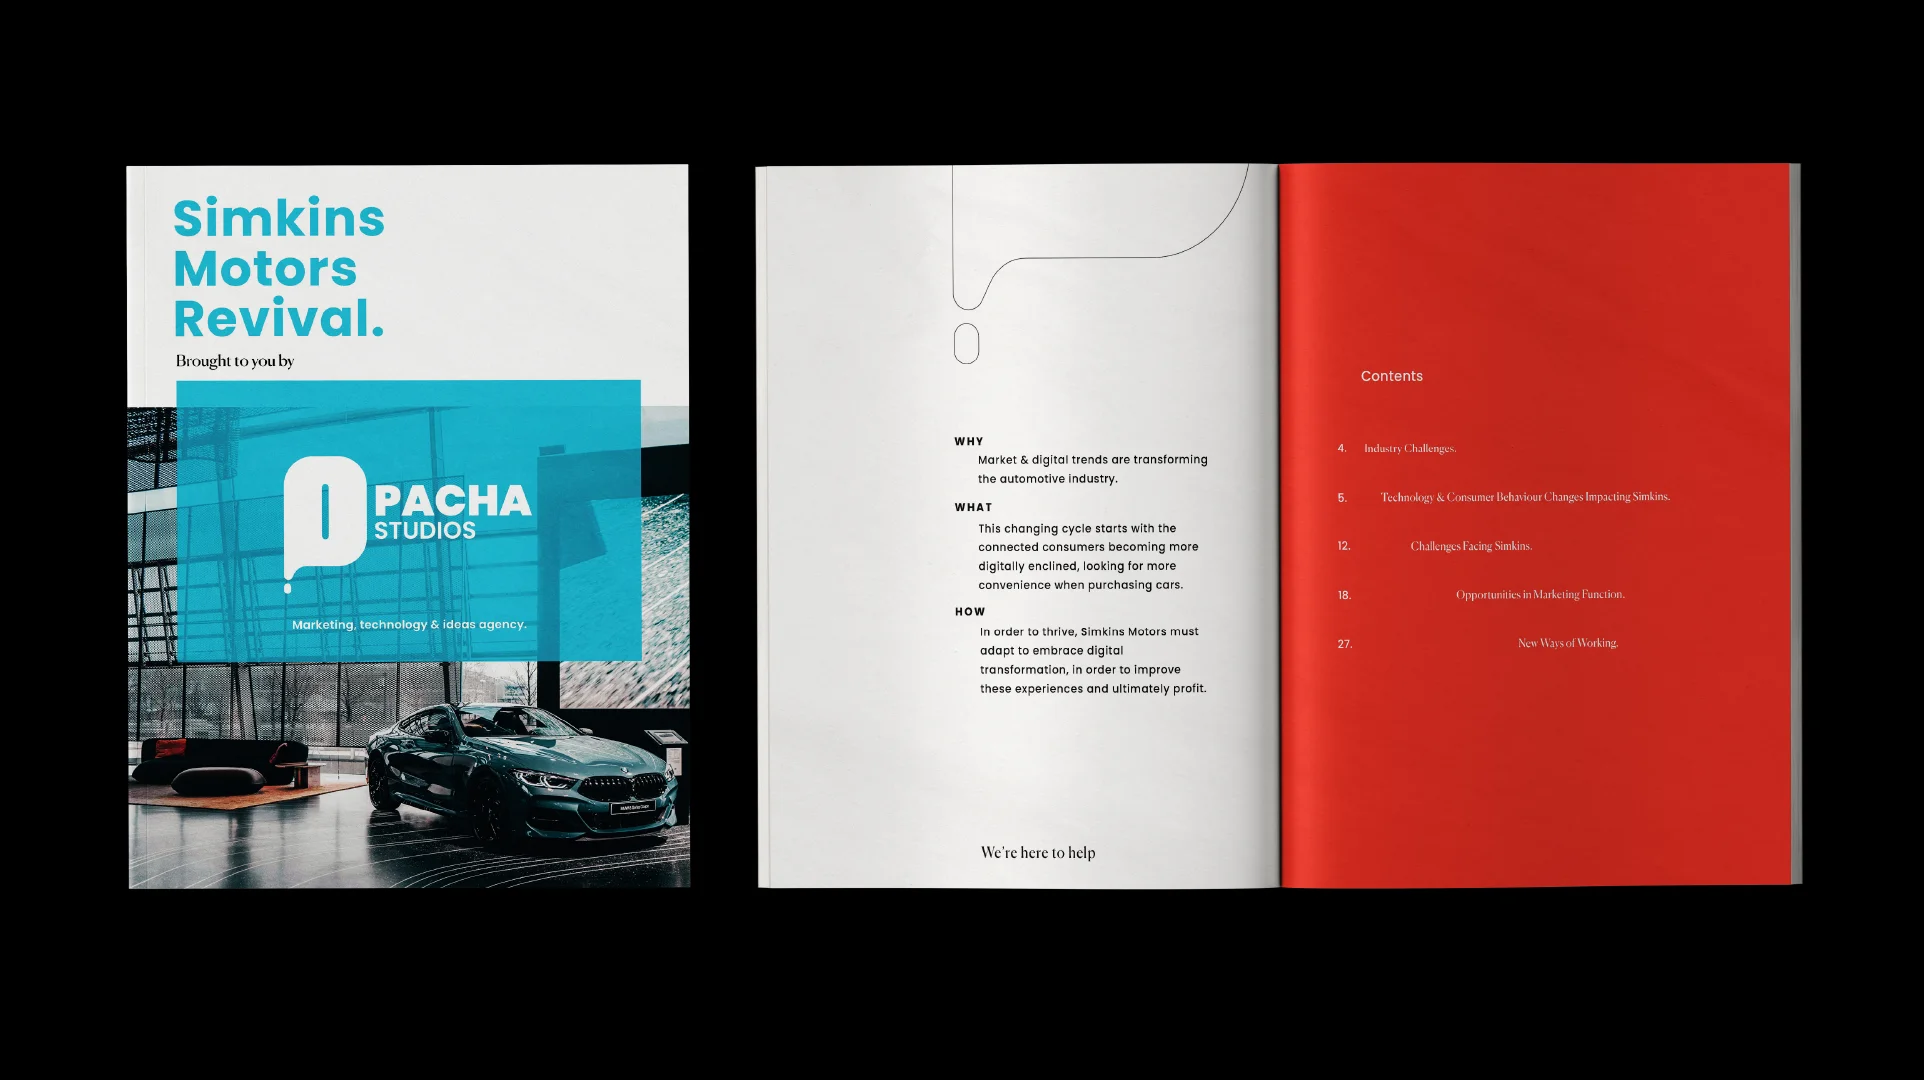 Simkins
Motors
Revival.
Brought to you by
PACHA
STUDIOS
Marketing, technology & ideas agency.
WHY
Market & digital trends are transforming
the automotive industry.
WHAT
This changing cycle starts with the
connected consumers becoming more
digitally enclined, looking for more
convenience when purchasing cars.
HOW
In order to thrive, Simkins Motors must
adapt to embrace digital
transformation, in order to improve
these experiences and ultimately profit.
We're here to help
Contents
4. Industry Challenges.
5. Technology & Consumer Behaviour Changes Impacting Simkins.
12. Challenges Facing Simkins.
18. Opportunities in Marketing Function.
27. New Ways of Working.